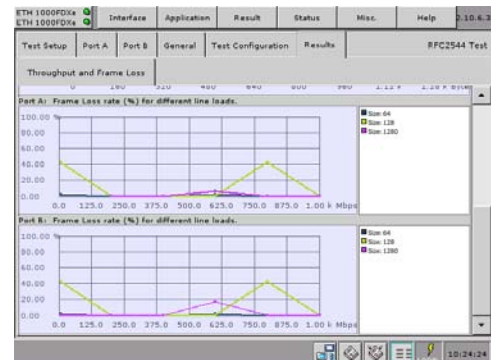 ETH 1000FDXs
ETH 1000FDXs
Interface Application Result Status Misc. Help 2.10.6.3
Test Setup Port A Port B General Test Configuration Results RFC2544 Test
Throughput and Frame Loss
Port A: Frame Loss rate (%) for different line loads.
100.00 %
80.00
60.00
40.00
20.00
0.00
0.0 125.0 250.0 375.0 500.0 625.0 750.0 875.0 1.00 k Mbps
Size: 64
Size: 128
Size: 1280
Port B: Frame Loss rate (%) for different line loads.
100.00 %
80.00
60.00
40.00
20.00
0.00
0.0 125.0 250.0 375.0 500.0 625.0 750.0 875.0 1.00 k Mbps
Size: 64
Size: 128
Size: 1280
10:24:24